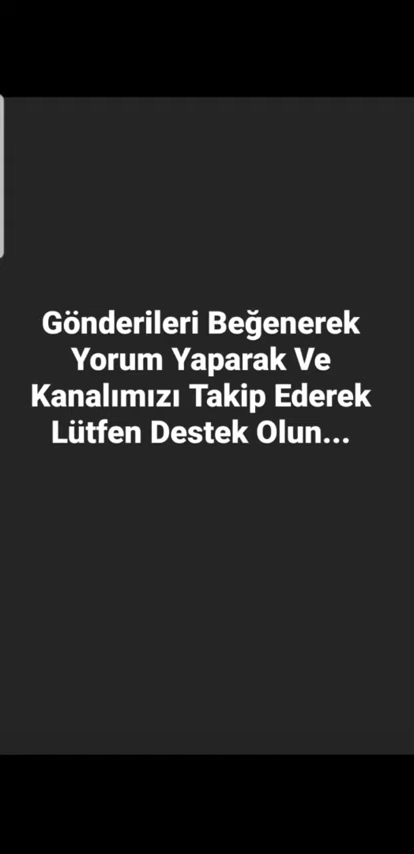 Gönderileri Beğenerek
Yorum Yaparak Ve
Kanalımızı Takip Ederek
Lütfen Destek Olun...